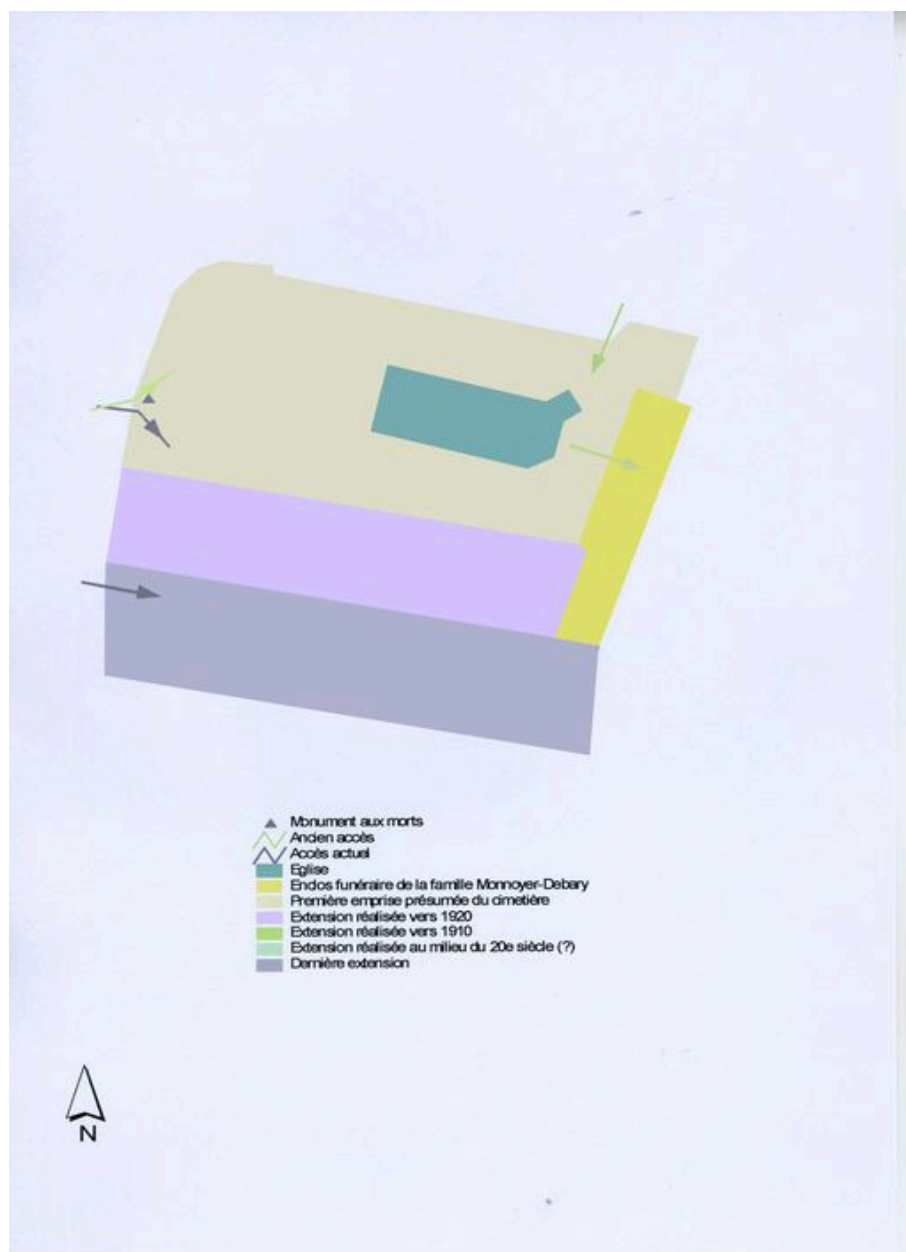 Monument aux morts
Ancien accès
Accès actuel
Eglise
Enclos funéraire de la famille Monnoyer-Debary
Première emprise présumée du cimetière
Extension réalisée vers 1920
Extension réalisée vers 1910
Extension réalisée au milieu du 20e siècle (?)
Dernière extension
N